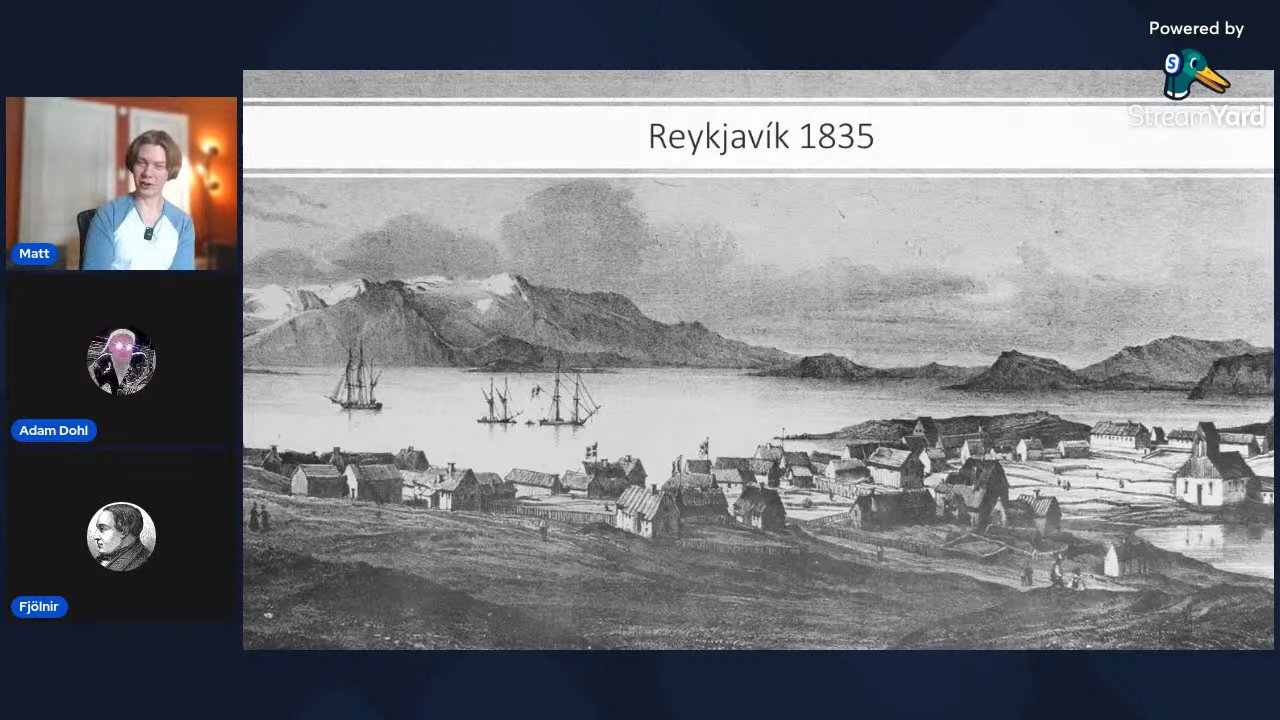 Powered by
S
StreamYard
Reykjavík 1835
Matt
Adam Dohl
Fjölnir